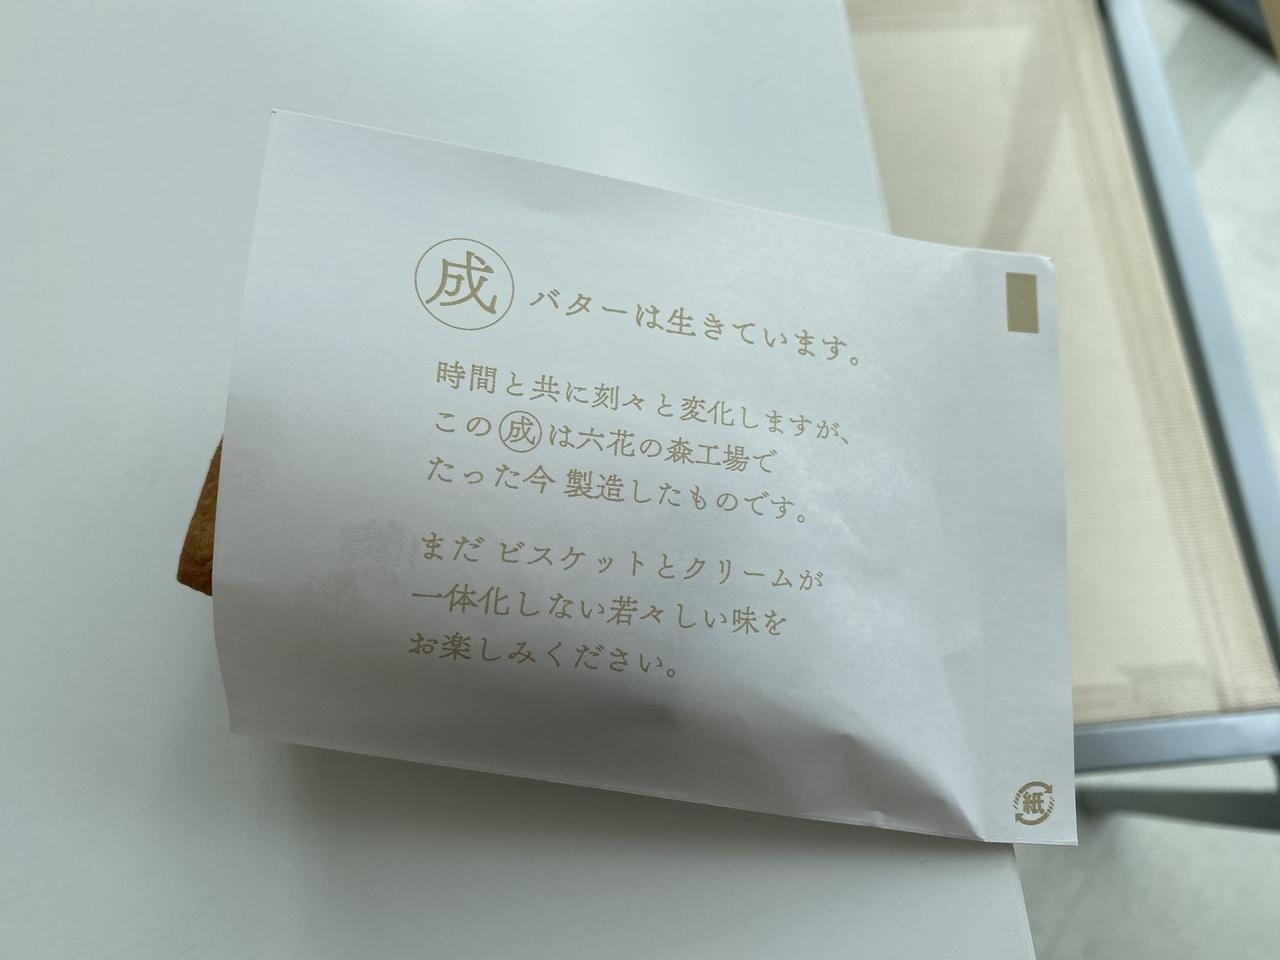 成 バターは生きています。
時間と共に刻々と変化しますが、
この成は六花の森工場で
たった今 製造したものです。
まだ ビスケットとクリームが
一体化しない若々しい味を
お楽しみください。
紙